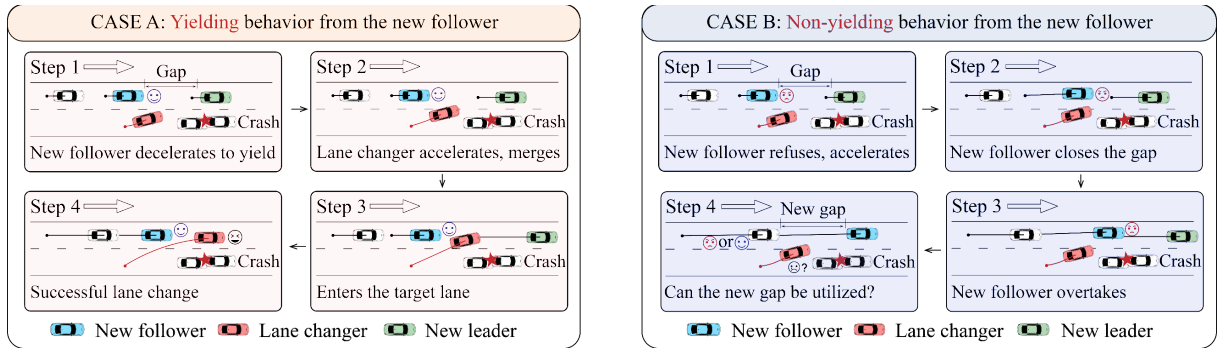 CASE A: Yielding behavior from the new follower
Step 1
Gap
Crash
New follower decelerates to yield
Step 2
Crash
Lane changer accelerates, merges
Step 4
Crash
Successful lane change
Step 3
Crash
Enters the target lane
New follower
Lane changer
New leader
CASE B: Non-yielding behavior from the new follower
Step 1
Gap
Crash
New follower refuses, accelerates
Step 2
Crash
New follower closes the gap
Step 4
New gap
or
?
Crash
Can the new gap be utilized?
Step 3
Crash
New follower overtakes
New follower
Lane changer
New leader